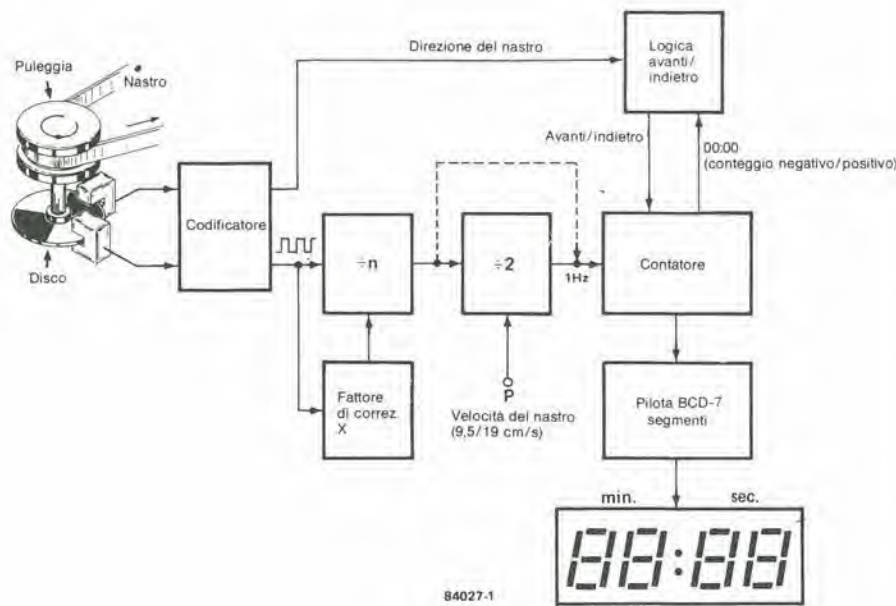 Direzione del nastro
Logica
avanti/
indietro
Puleggia
Nastro
Avanti/indietro
00:00
(conteggio negativo/positivo)
Codificatore
÷n
÷2
1Hz
Contatore
Disco
Fattore
di correz.
X
P
Velocità del nastro
(9,5/19 cm/s)
Pilota BCD-7
segmenti
min. sec.
88:88
84027-1